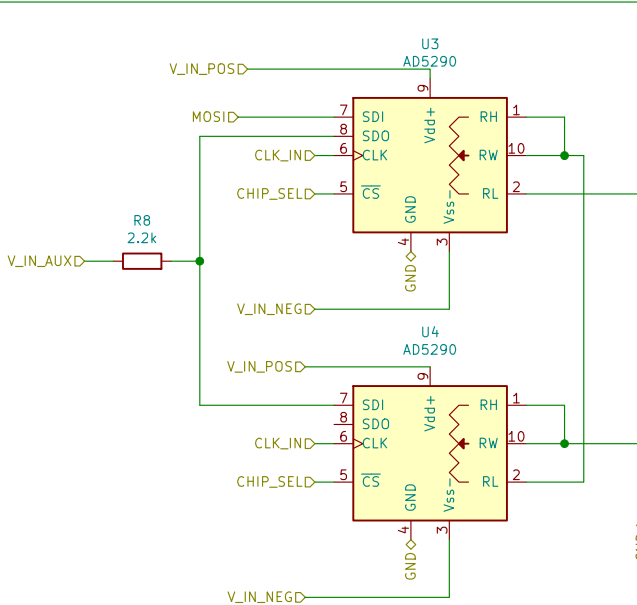 U3
AD5290
V_IN_POS
9
Vdd+
MOSI
7
SDI
RH
1
8
SDO
CLK_IN
6
CLK
RW
10
CHIP_SEL
5
CS
RL
2
GND
Vss-
4
3
GND
R8
2.2k
V_IN_AUX
V_IN_NEG
U4
AD5290
V_IN_POS
9
Vdd+
7
SDI
RH
1
8
SDO
CLK_IN
6
CLK
RW
10
CHIP_SEL
5
CS
RL
2
GND
Vss-
4
3
GND
V_IN_NEG